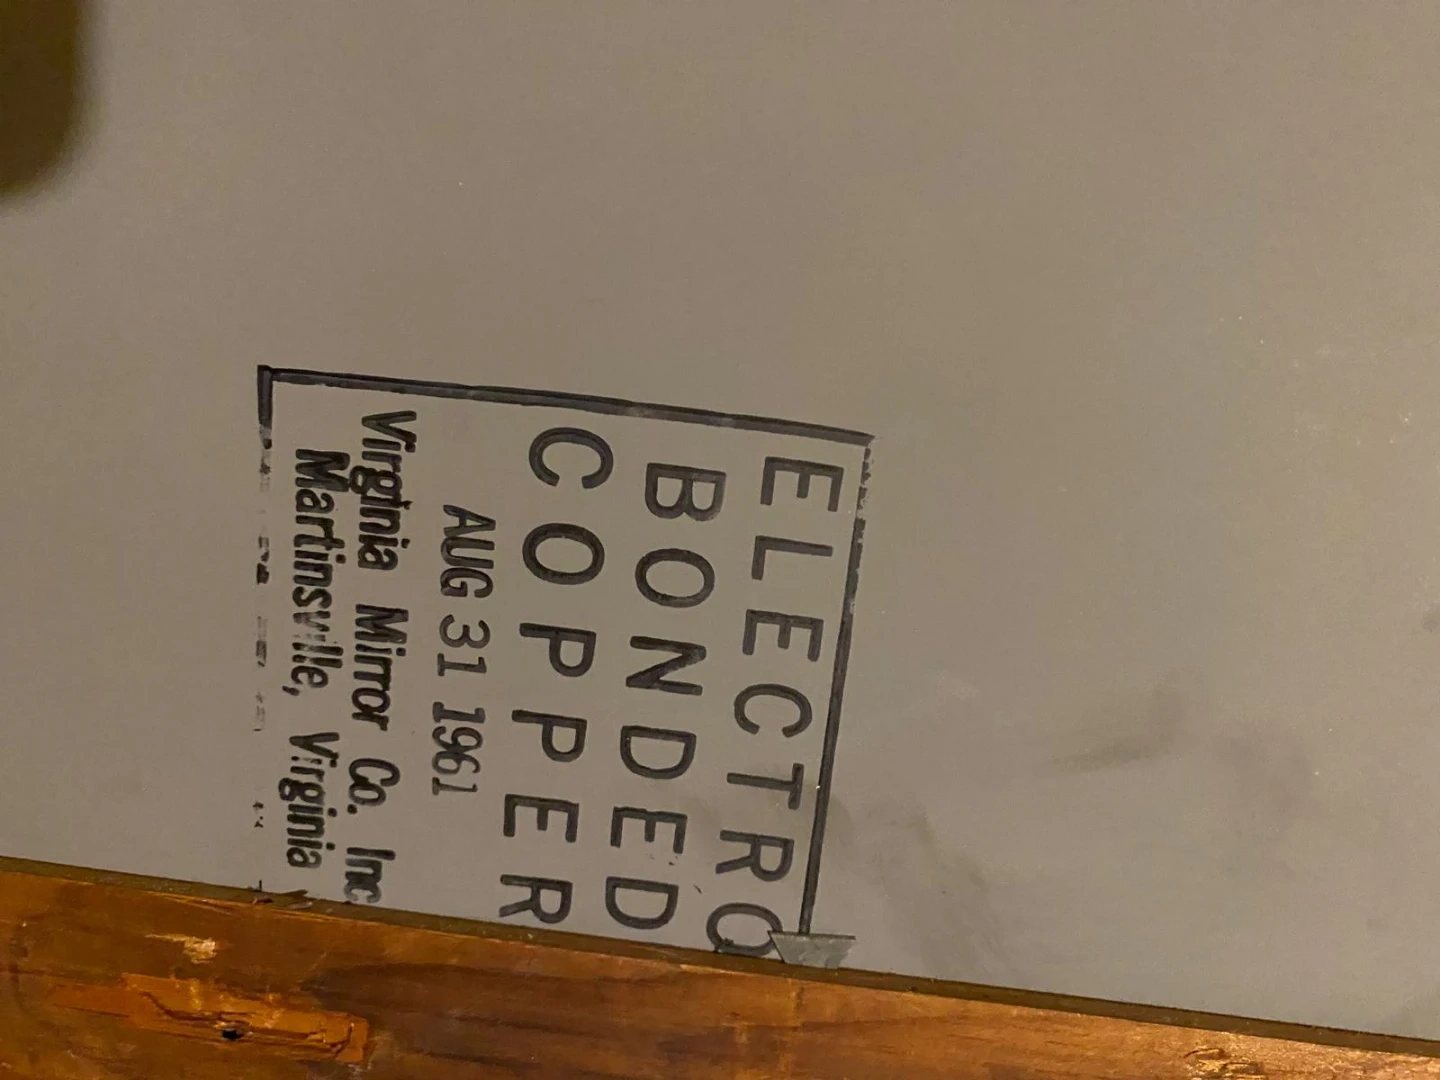 ELECTRO
BONDED
COPPER
AUG 31 1961
Virginia Mirror Co. Inc.
Martinsville, Virginia